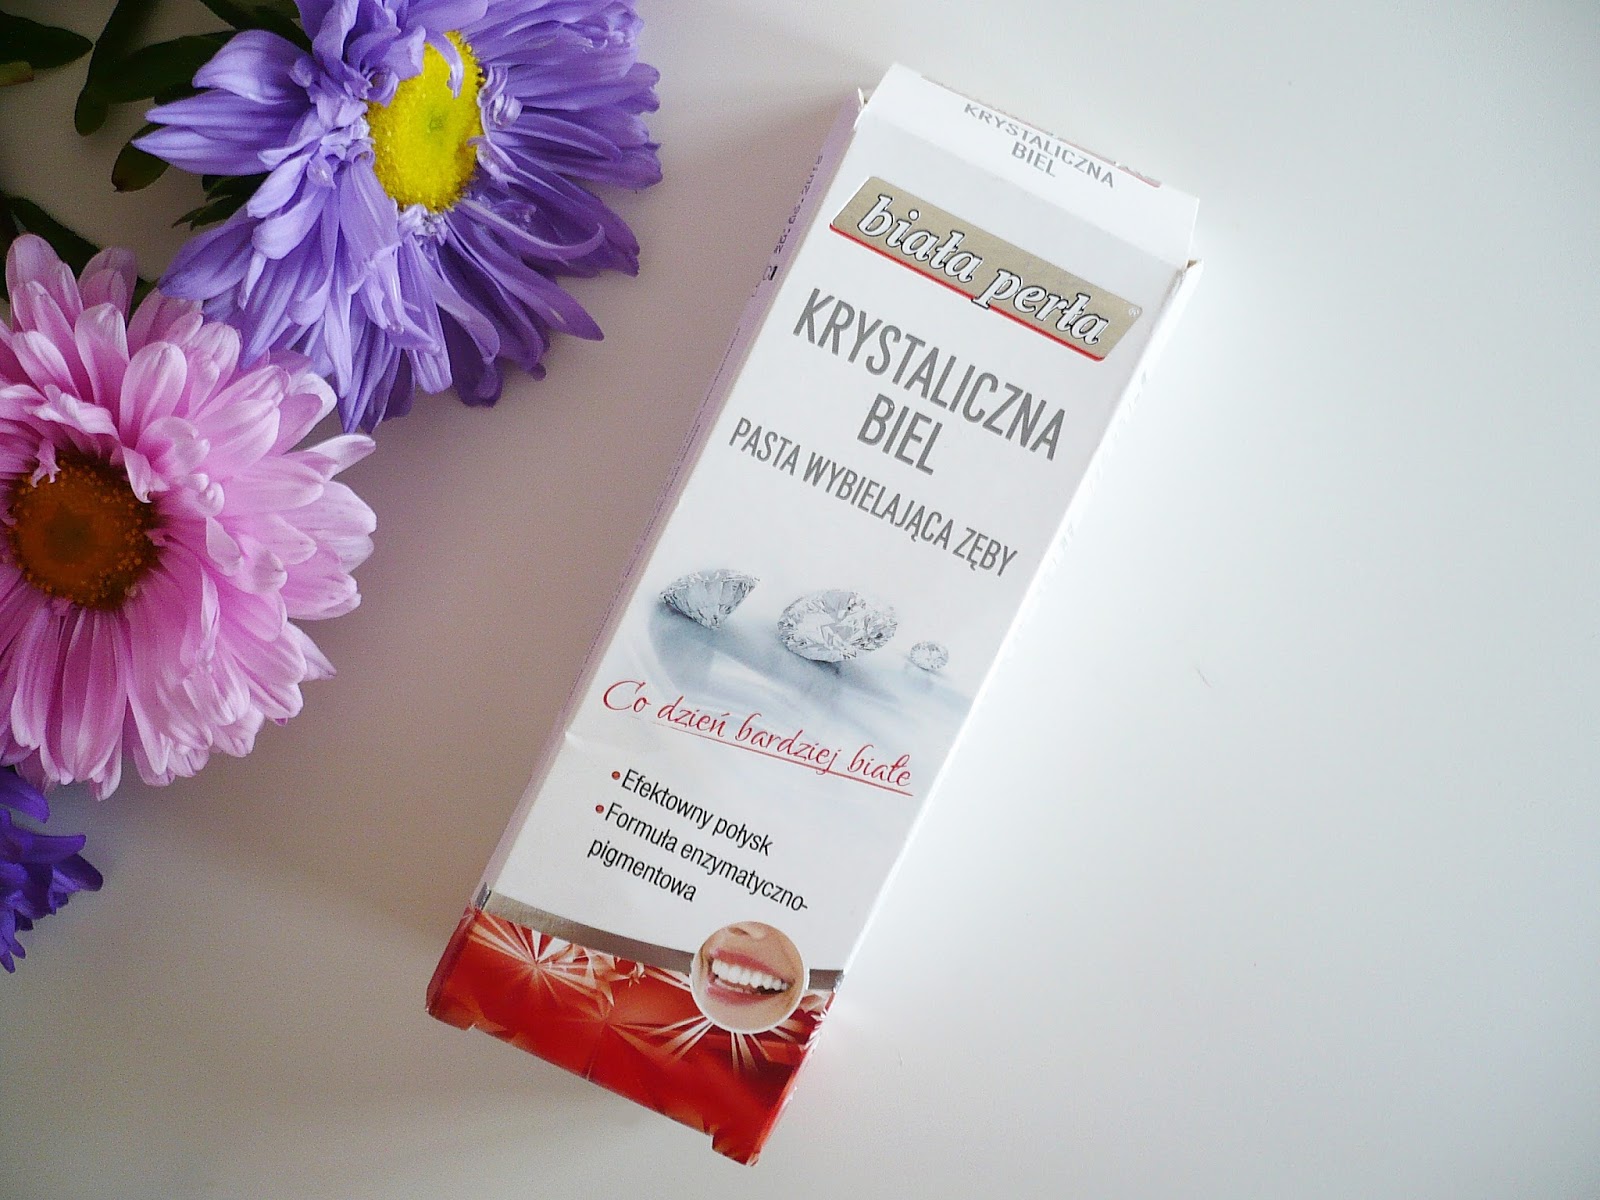 KRYSTALICZNA
BIEL
biała perła
KRYSTALICZNA
BIEL
PASTA WYBIELAJĄCA ZĘBY
Co dzień bardziej białe
• Efektowny połysk
• Formuła enzymatyczno-
pigmentowa